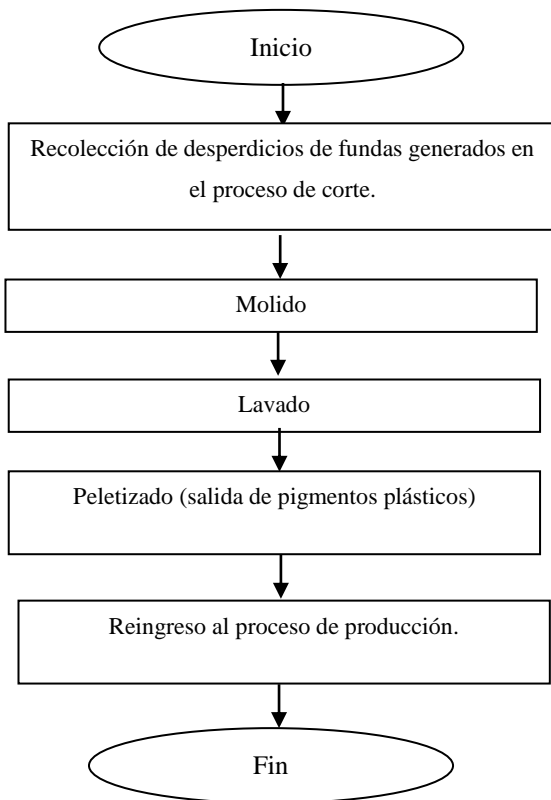 Inicio
Recolección de desperdicios de fundas generados en
el proceso de corte.
Molido
Lavado
Peletizado (salida de pigmentos plásticos)
Reingreso al proceso de producción.
Fin